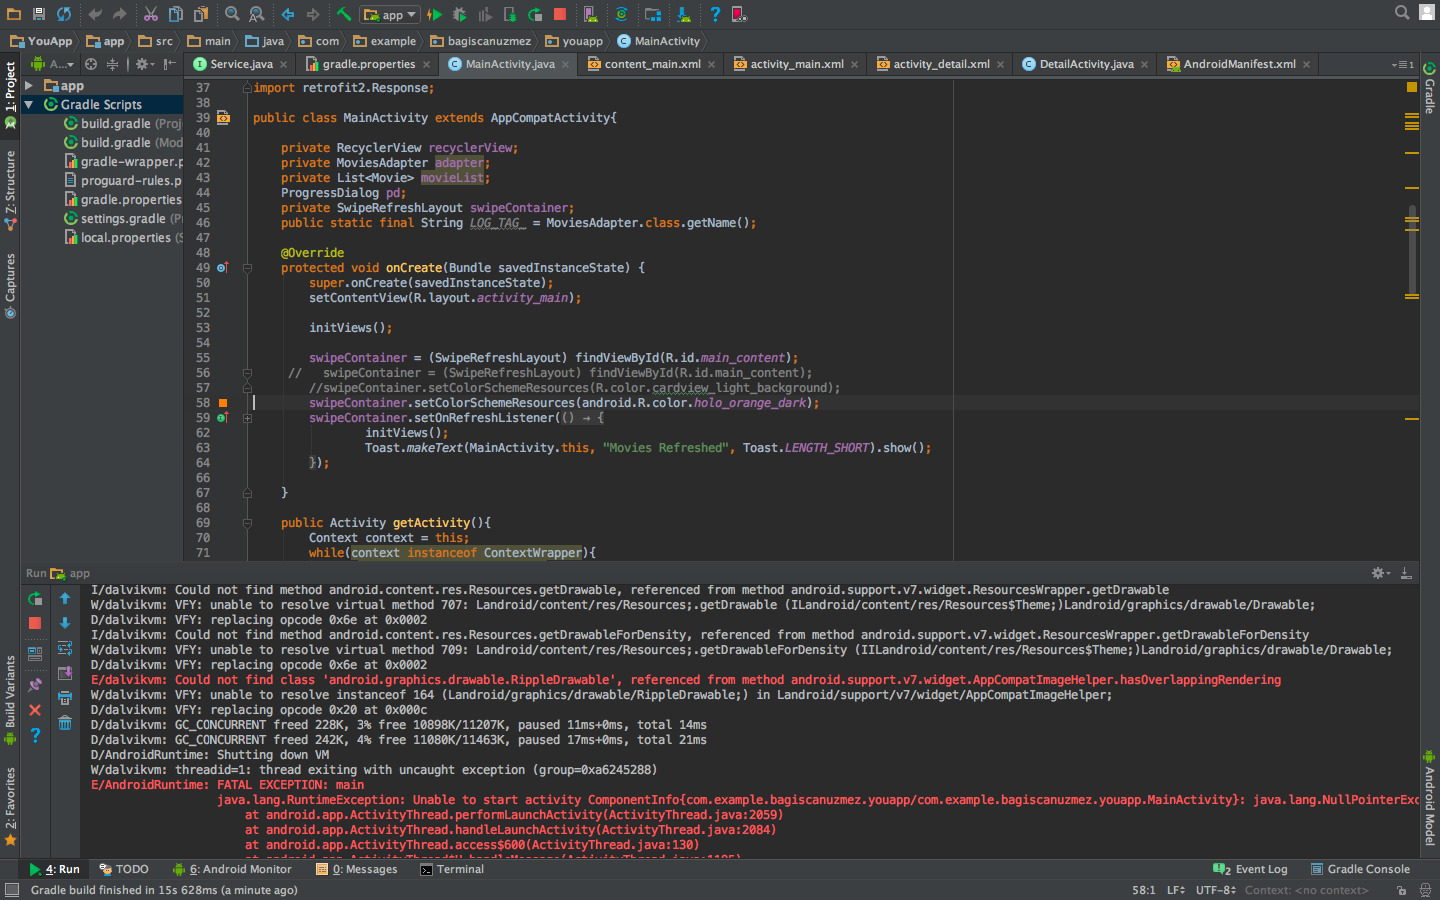 app
YouApp app src main java com example bagiscanuzmez youapp MainActivity
A... Service.java gradle.properties MainActivity.java content_main.xml activity_main.xml activity_detail.xml DetailActivity.java AndroidManifest.xml
1: Project
Z: Structure
Captures
Build Variants
2: Favorites
app
Gradle Scripts
build.gradle (Proj
build.gradle (Mod
gradle-wrapper.p
proguard-rules.p
gradle.properties
settings.gradle (P
local.properties (S
37 import retrofit2.Response;
38
39 public class MainActivity extends AppCompatActivity{
40
41 private RecyclerView recyclerView;
42 private MoviesAdapter adapter;
43 private List<Movie> movieList;
44 ProgressDialog pd;
45 private SwipeRefreshLayout swipeContainer;
46 public static final String LOG_TAG_ = MoviesAdapter.class.getName();
47
48 @Override
49 protected void onCreate(Bundle savedInstanceState) {
50 super.onCreate(savedInstanceState);
51 setContentView(R.layout.activity_main);
52
53 initViews();
54
55 swipeContainer = (SwipeRefreshLayout) findViewById(R.id.main_content);
56 // swipeContainer = (SwipeRefreshLayout) findViewById(R.id.main_content);
57 //swipeContainer.setColorSchemeResources(R.color.cardview_light_background);
58 swipeContainer.setColorSchemeResources(android.R.color.holo_orange_dark);
59 swipeContainer.setOnRefreshListener(() → {
62 initViews();
63 Toast.makeText(MainActivity.this, "Movies Refreshed", Toast.LENGTH_SHORT).show();
64 });
66
67 }
68
69 public Activity getActivity(){
70 Context context = this;
71 while(context instanceof ContextWrapper){
Gradle
Android Model
Run app
I/dalvikvm: Could not find method android.content.res.Resources.getDrawable, referenced from method android.support.v7.widget.ResourcesWrapper.getDrawable
W/dalvikvm: VFY: unable to resolve virtual method 707: Landroid/content/res/Resources;.getDrawable (ILandroid/content/res/Resources$Theme;)Landroid/graphics/drawable/Drawable;
D/dalvikvm: VFY: replacing opcode 0x6e at 0x0002
I/dalvikvm: Could not find method android.content.res.Resources.getDrawableForDensity, referenced from method android.support.v7.widget.ResourcesWrapper.getDrawableForDensity
W/dalvikvm: VFY: unable to resolve virtual method 709: Landroid/content/res/Resources;.getDrawableForDensity (IILandroid/content/res/Resources$Theme;)Landroid/graphics/drawable/Drawable;
D/dalvikvm: VFY: replacing opcode 0x6e at 0x0002
E/dalvikvm: Could not find class 'android.graphics.drawable.RippleDrawable', referenced from method android.support.v7.widget.AppCompatImageHelper.hasOverlappingRendering
W/dalvikvm: VFY: unable to resolve instanceof 164 (Landroid/graphics/drawable/RippleDrawable;) in Landroid/support/v7/widget/AppCompatImageHelper;
D/dalvikvm: VFY: replacing opcode 0x20 at 0x000c
D/dalvikvm: GC_CONCURRENT freed 228K, 3% free 10898K/11207K, paused 11ms+0ms, total 14ms
D/dalvikvm: GC_CONCURRENT freed 242K, 4% free 11080K/11463K, paused 17ms+0ms, total 21ms
D/AndroidRuntime: Shutting down VM
W/dalvikvm: threadid=1: thread exiting with uncaught exception (group=0xa6245288)
E/AndroidRuntime: FATAL EXCEPTION: main
java.lang.RuntimeException: Unable to start activity ComponentInfo{com.example.bagiscanuzmez.youapp/com.example.bagiscanuzmez.youapp.MainActivity}: java.lang.NullPointerExc
at android.app.ActivityThread.performLaunchActivity(ActivityThread.java:2059)
at android.app.ActivityThread.handleLaunchActivity(ActivityThread.java:2084)
at android.app.ActivityThread.access$600(ActivityThread.java:130)
4: Run TODO 6: Android Monitor 0: Messages Terminal 2 Event Log Gradle Console
Gradle build finished in 15s 628ms (a minute ago) 58:1 LF UTF-8 Context: <no context>